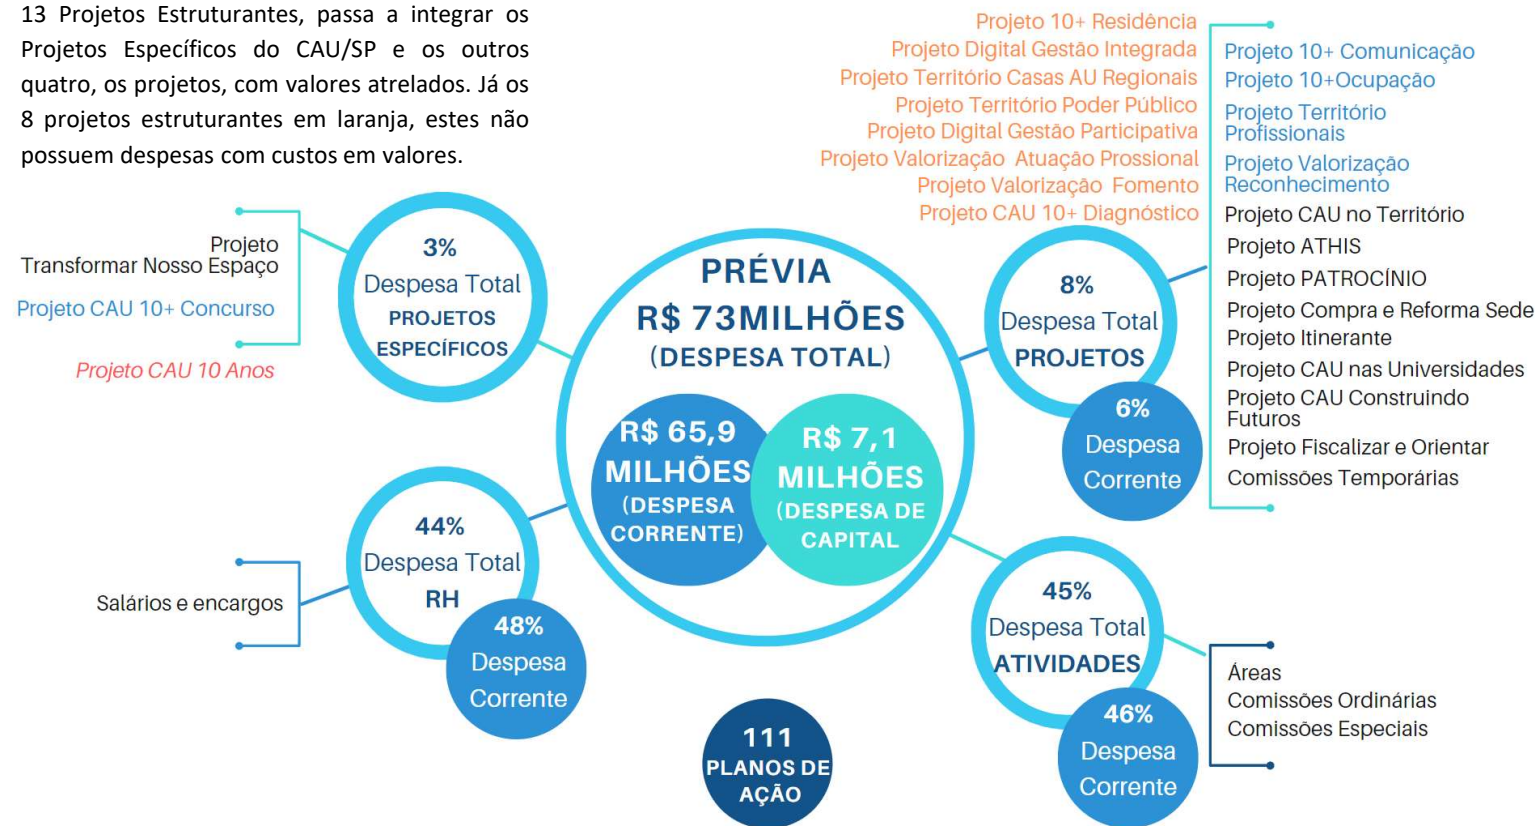 13 Projetos Estruturantes, passa a integrar os
Projetos Específicos do CAU/SP e os outros
quatro, os projetos, com valores atrelados. Já os
8 projetos estruturantes em laranja, estes não
possuem despesas com custos em valores.
Projeto 10+ Residência
Projeto Digital Gestão Integrada
Projeto Território Casas AU Regionais
Projeto Território Poder Público
Projeto Digital Gestão Participativa
Projeto Valorização Atuação Prossional
Projeto Valorização Fomento
Projeto CAU 10+ Diagnóstico
Projeto 10+ Comunicação
Projeto 10+Ocupação
Projeto Território
Profissionais
Projeto Valorização
Reconhecimento
Projeto CAU no Território
Projeto ATHIS
Projeto PATROCÍNIO
Projeto Compra e Reforma Sede
Projeto Itinerante
Projeto CAU nas Universidades
Projeto CAU Construindo
Futuros
Projeto Fiscalizar e Orientar
Comissões Temporárias
Projeto
Transformar Nosso Espaço
Projeto CAU 10+ Concurso
Projeto CAU 10 Anos
3%
Despesa Total
PROJETOS
ESPECÍFICOS
PRÉVIA
R$ 73MILHÕES
(DESPESA TOTAL)
R$ 65,9
MILHÕES
(DESPESA
CORRENTE)
R$ 7,1
MILHÕES
(DESPESA DE
CAPITAL
8%
Despesa Total
PROJETOS
6%
Despesa
Corrente
Salários e encargos
44%
Despesa Total
RH
48%
Despesa
Corrente
45%
Despesa Total
ATIVIDADES
46%
Despesa
Corrente
Áreas
Comissões Ordinárias
Comissões Especiais
111
PLANOS DE
AÇÃO